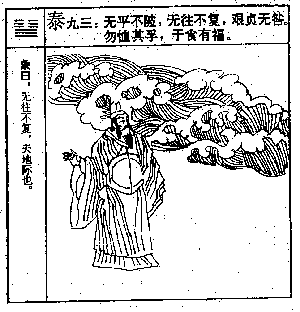 泰九三：无平不陂，无往不复，艰贞无咎。
勿恤其孚，于食有福。
象曰：无往不复，天地际也。